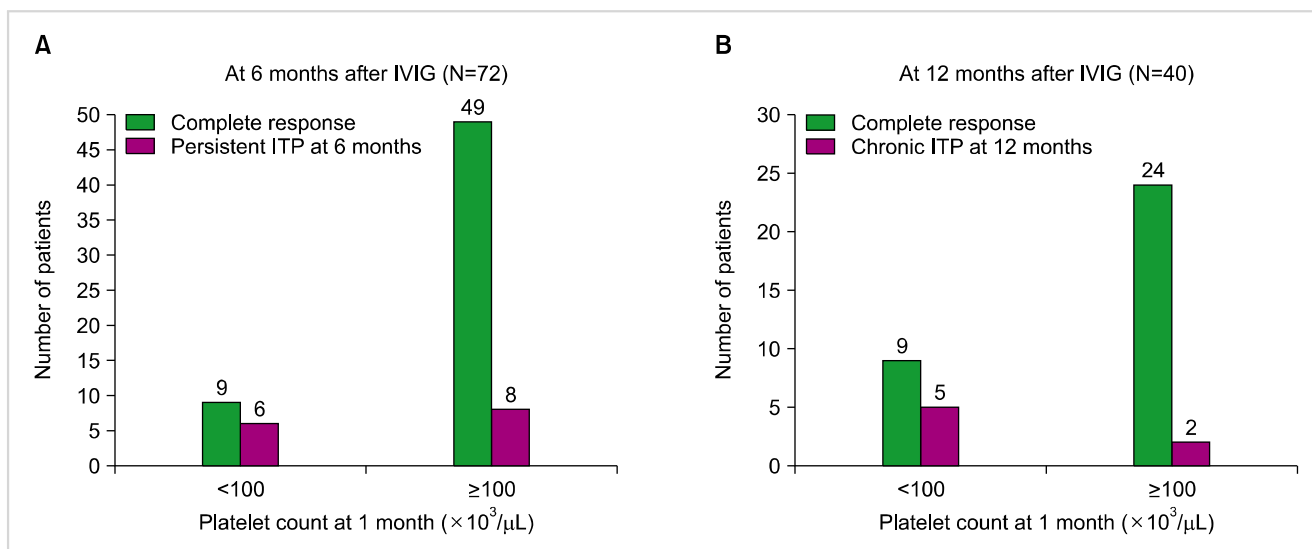 A
At 6 months after IVIG (N=72)
50
45
40
35
30
25
20
15
10
5
0
Number of patients
Complete response
Persistent ITP at 6 months
9
6
49
8
<100
≥100
Platelet count at 1 month (×10³/μL)
B
At 12 months after IVIG (N=40)
30
25
20
15
10
5
0
Number of patients
Complete response
Chronic ITP at 12 months
9
5
24
2
<100
≥100
Platelet count at 1 month (×10³/μL)